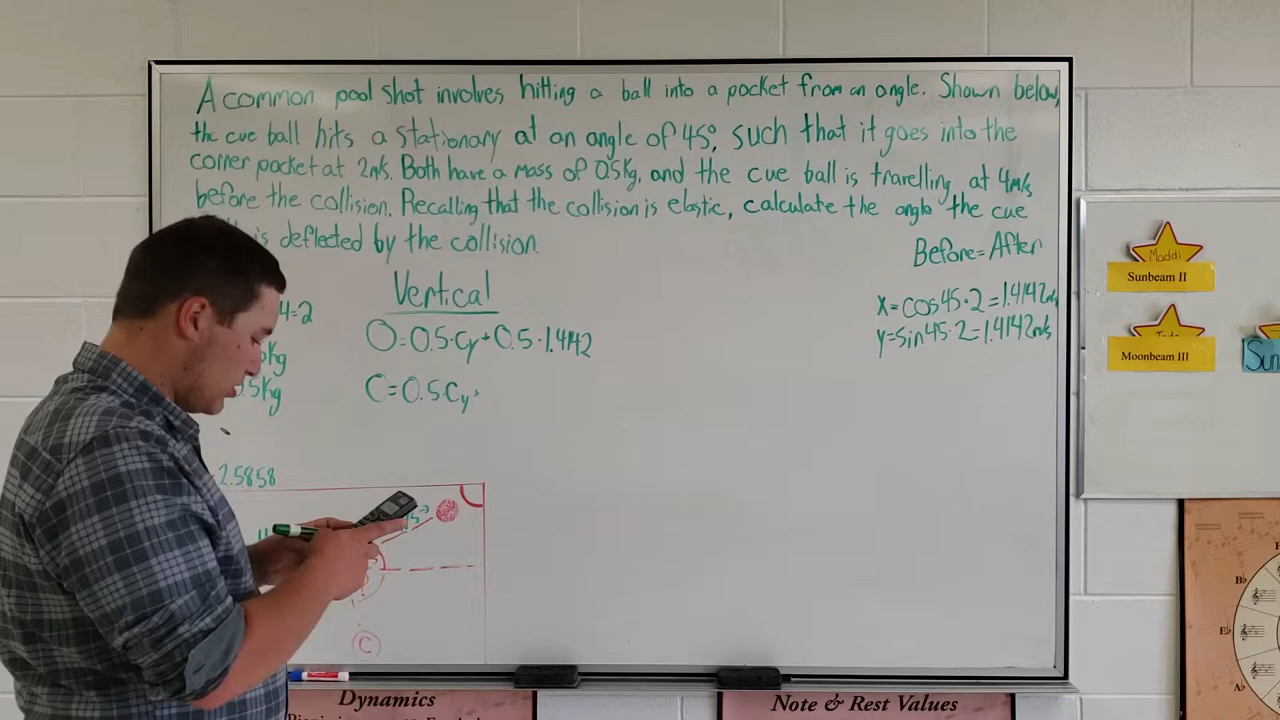 A common pool shot involves hitting a ball into a pocket from an angle. Shown below,
the cue ball hits a stationary at an angle of 45°, such that it goes into the
corner pocket at 2m/s. Both have a mass of 0.5Kg, and the cue ball is travelling at 4m/s
before the collision. Recalling that the collision is elastic, calculate the angle the cue
is deflected by the collision.
Before=After
4=2
Vertical
X=cos45·2=1.4142m/s
y=sin45·2=1.4142m/s
0=0.5·Cy+0.5·1.4142
5Kg
0.5Kg
C=0.5·Cy+
2.5858
C
Maddi
Sunbeam II
Moonbeam III
Sun
Dynamics
Note & Rest Values
B♭
E♭
A♭